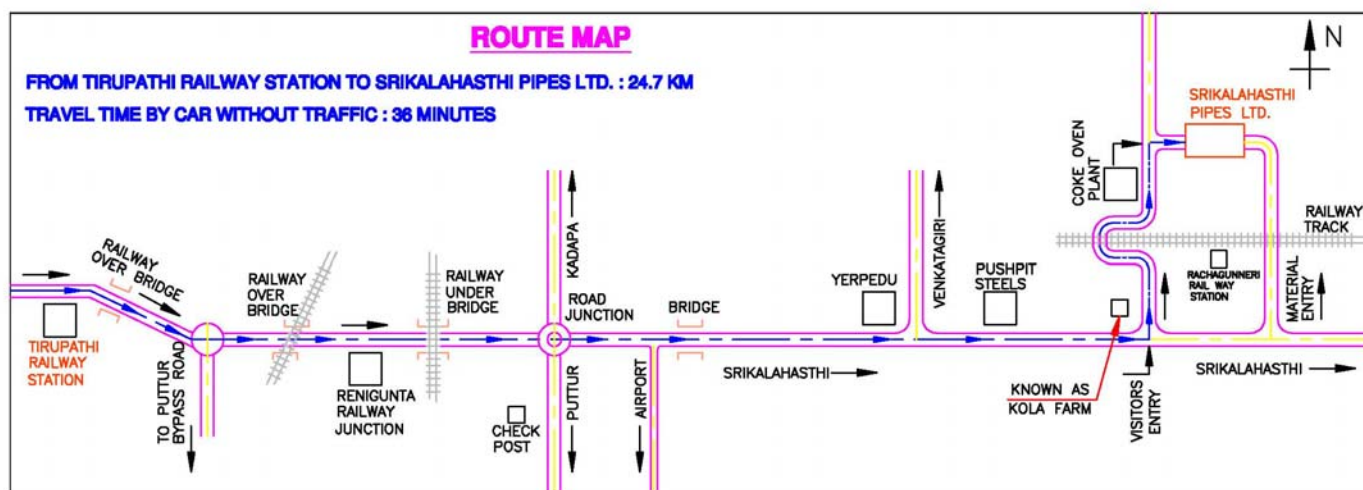 ROUTE MAP
N
FROM TIRUPATHI RAILWAY STATION TO SRIKALAHASTHI PIPES LTD. : 24.7 KM
TRAVEL TIME BY CAR WITHOUT TRAFFIC : 36 MINUTES
SRIKALAHASTHI
PIPES LTD.
COKE OVEN
PLANT
RAILWAY
TRACK
RAILWAY
OVER BRIDGE
RAILWAY
OVER
BRIDGE
RAILWAY
UNDER
BRIDGE
KADAPA
ROAD
JUNCTION
BRIDGE
YERPEDU
VENKATAGIRI
PUSHPIT
STEELS
RACHAGUNNERI
RAIL WAY
STATION
MATERIAL
ENTRY
TIRUPATHI
RAILWAY
STATION
TO PUTTUR
BYPASS ROAD
RENIGUNTA
RAILWAY
JUNCTION
CHECK
POST
PUTTUR
AIRPORT
SRIKALAHASTHI
KNOWN AS
KOLA FARM
VISITORS
ENTRY
SRIKALAHASTHI